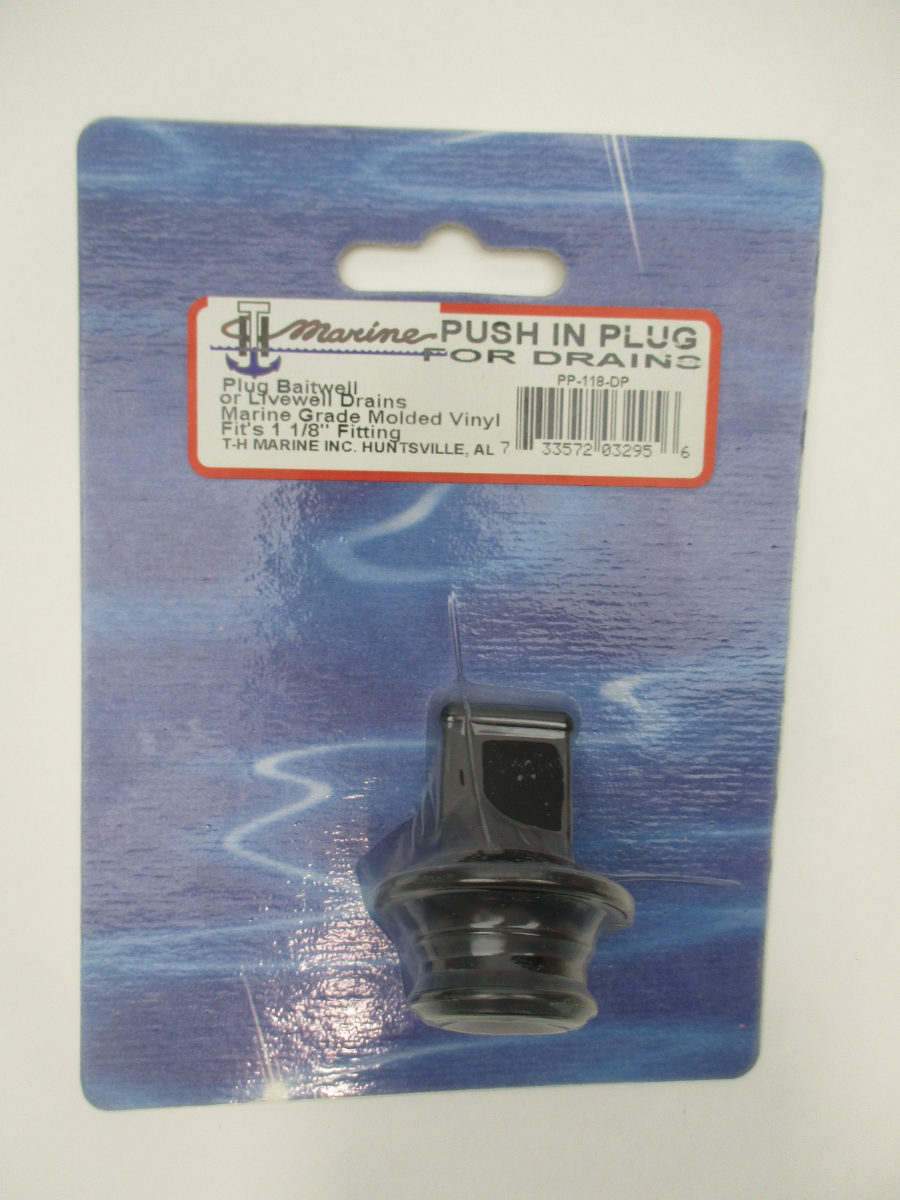 TH Marine PUSH IN PLUG
FOR DRAINS
PP-118-DP
Plug Baitwell
or Livewell Drains
Marine Grade Molded Vinyl
Fit's 1 1/8" Fitting
T-H MARINE INC. HUNTSVILLE, AL
7 33572 03295 6